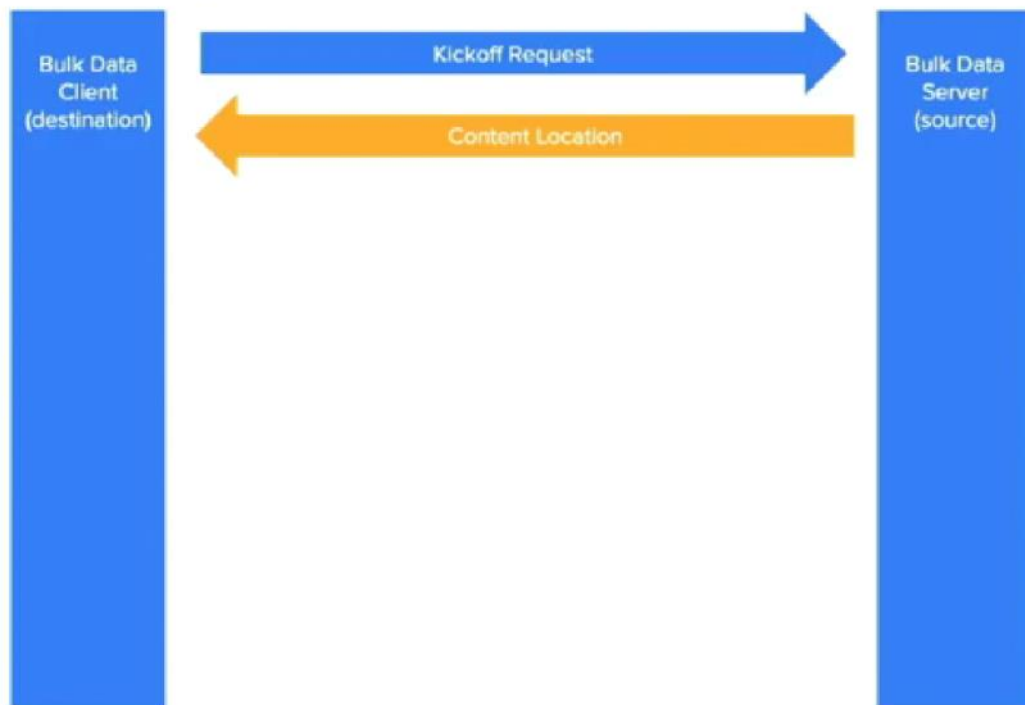 Bulk Data
Client
(destination)
Kickoff Request
Content Location
Bulk Data
Server
(source)